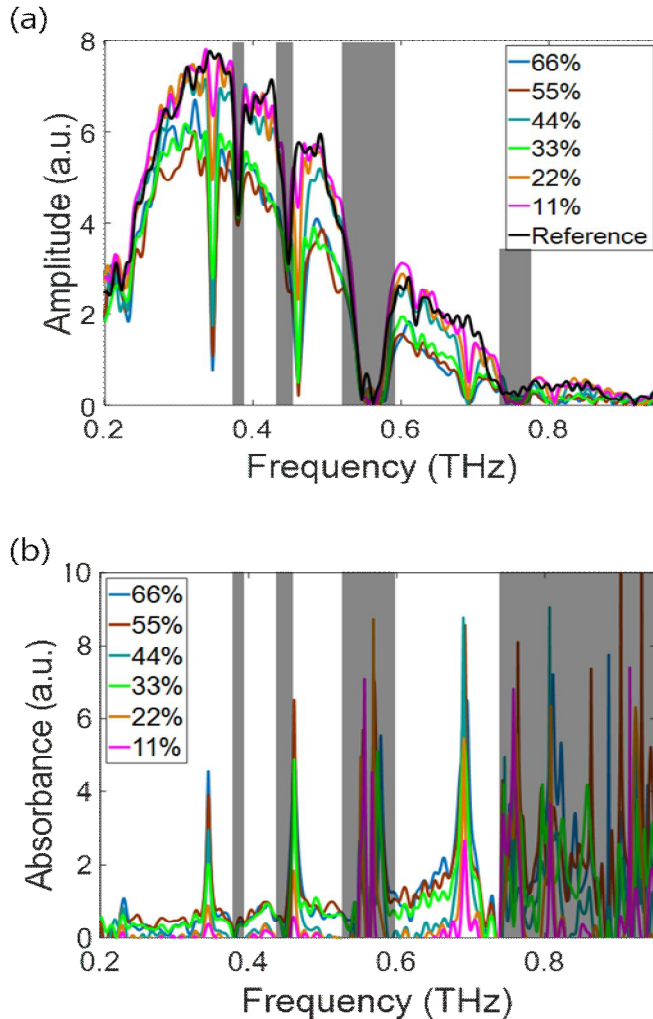 (a)
8
6
4
2
0
Amplitude (a.u.)
66%
55%
44%
33%
22%
11%
Reference
0.2 0.4 0.6 0.8
Frequency (THz)
(b)
10
8
6
4
2
0
Absorbance (a.u.)
66%
55%
44%
33%
22%
11%
0.2 0.4 0.6 0.8
Frequency (THz)